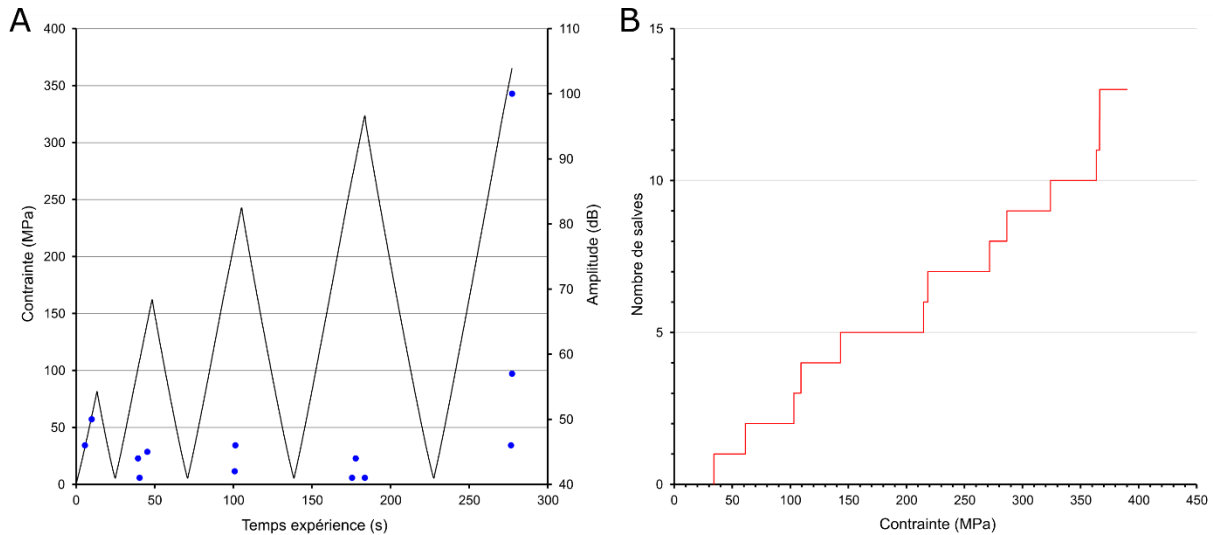 A
400
350
300
250
200
150
100
50
0
Contrainte (MPa)
0 50 100 150 200 250 300
Temps expérience (s)
110
100
90
80
70
60
50
40
Amplitude (dB)
B
15
10
5
0
Nombre de salves
0 50 100 150 200 250 300 350 400 450
Contrainte (MPa)